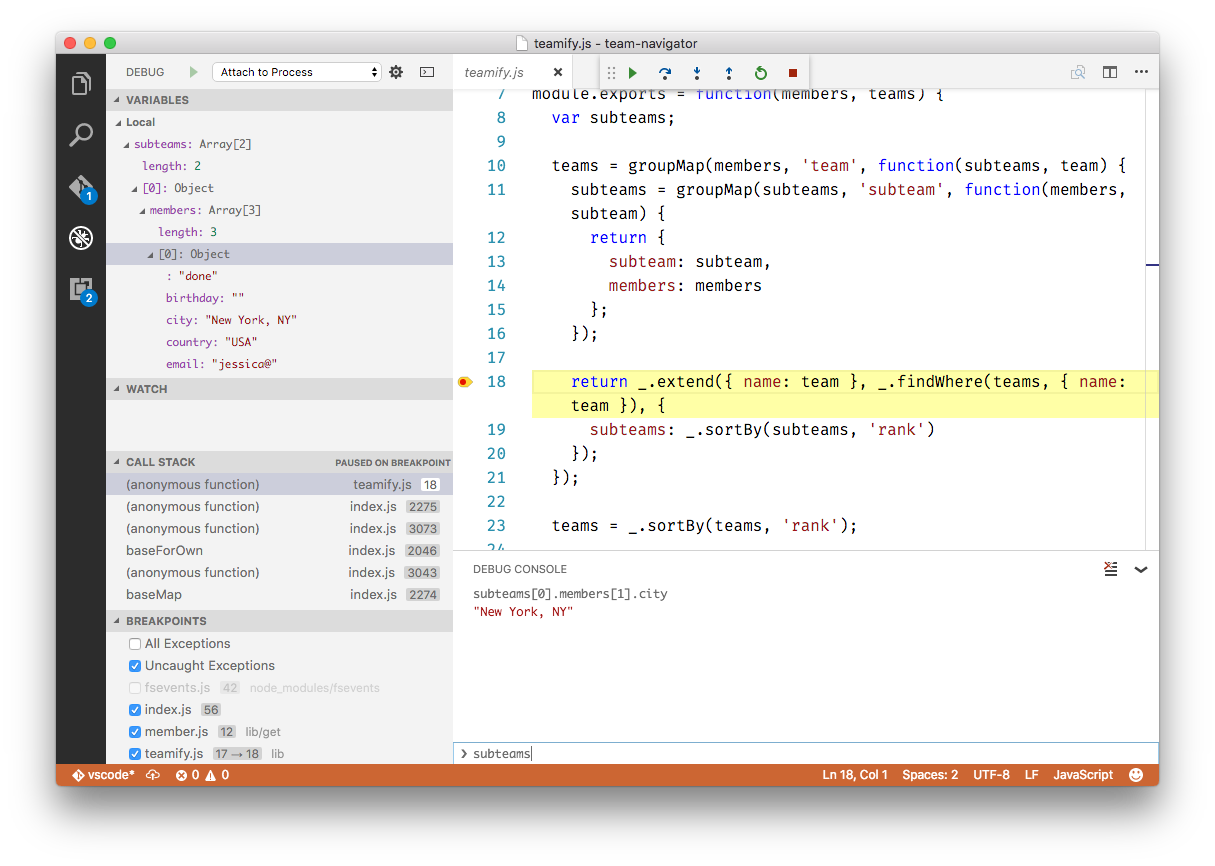 teamify.js - team-navigator
DEBUG Attach to Process
teamify.js
VARIABLES
Local
subteams: Array[2]
length: 2
[0]: Object
members: Array[3]
length: 3
[0]: Object
: "done"
birthday: ""
city: "New York, NY"
country: "USA"
email: "jessica@"
WATCH
CALL STACK PAUSED ON BREAKPOINT
(anonymous function) teamify.js 18
(anonymous function) index.js 2275
(anonymous function) index.js 3073
baseForOwn index.js 2046
(anonymous function) index.js 3043
baseMap index.js 2274
BREAKPOINTS
All Exceptions
Uncaught Exceptions
fsevents.js 42 node_modules/fsevents
index.js 56
member.js 12 lib/get
teamify.js 17 → 18 lib
1
2
7 module.exports = function(members, teams) {
8 var subteams;
9
10 teams = groupMap(members, 'team', function(subteams, team) {
11 subteams = groupMap(subteams, 'subteam', function(members,
subteam) {
12 return {
13 subteam: subteam,
14 members: members
15 };
16 });
17
18 return _.extend({ name: team }, _.findWhere(teams, { name:
team }), {
19 subteams: _.sortBy(subteams, 'rank')
20 });
21 });
22
23 teams = _.sortBy(teams, 'rank');
24
DEBUG CONSOLE
subteams[0].members[1].city
"New York, NY"
subteams
vscode* 0 0 Ln 18, Col 1 Spaces: 2 UTF-8 LF JavaScript